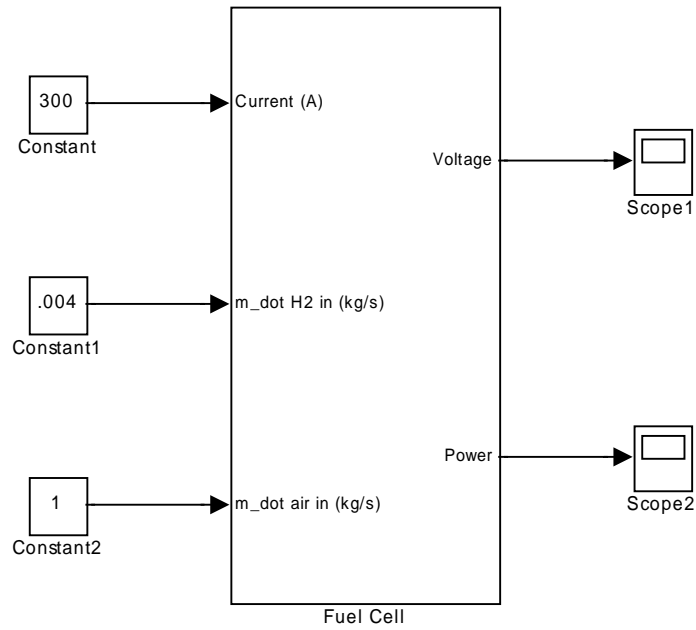 300
Constant
Current (A)
Voltage
Scope1
.004
Constant1
m_dot H2 in (kg/s)
Power
Scope2
1
Constant2
m_dot air in (kg/s)
Fuel Cell